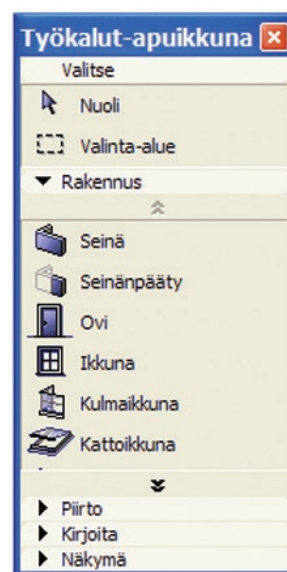 Työkalut-apuikkuna
Valitse
Nuoli
Valinta-alue
Rakennus
Seinä
Seinänpääty
Ovi
Ikkuna
Kulmaikkuna
Kattoikkuna
Piirto
Kirjoita
Näkymä